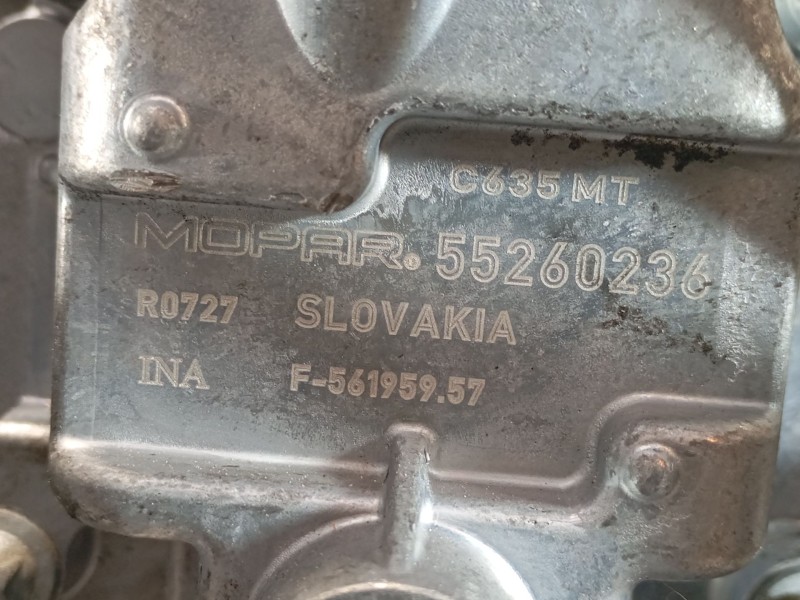 C635 MT
MOPAR. 55260236
R0727 SLOVAKIA
INA F-561959.57